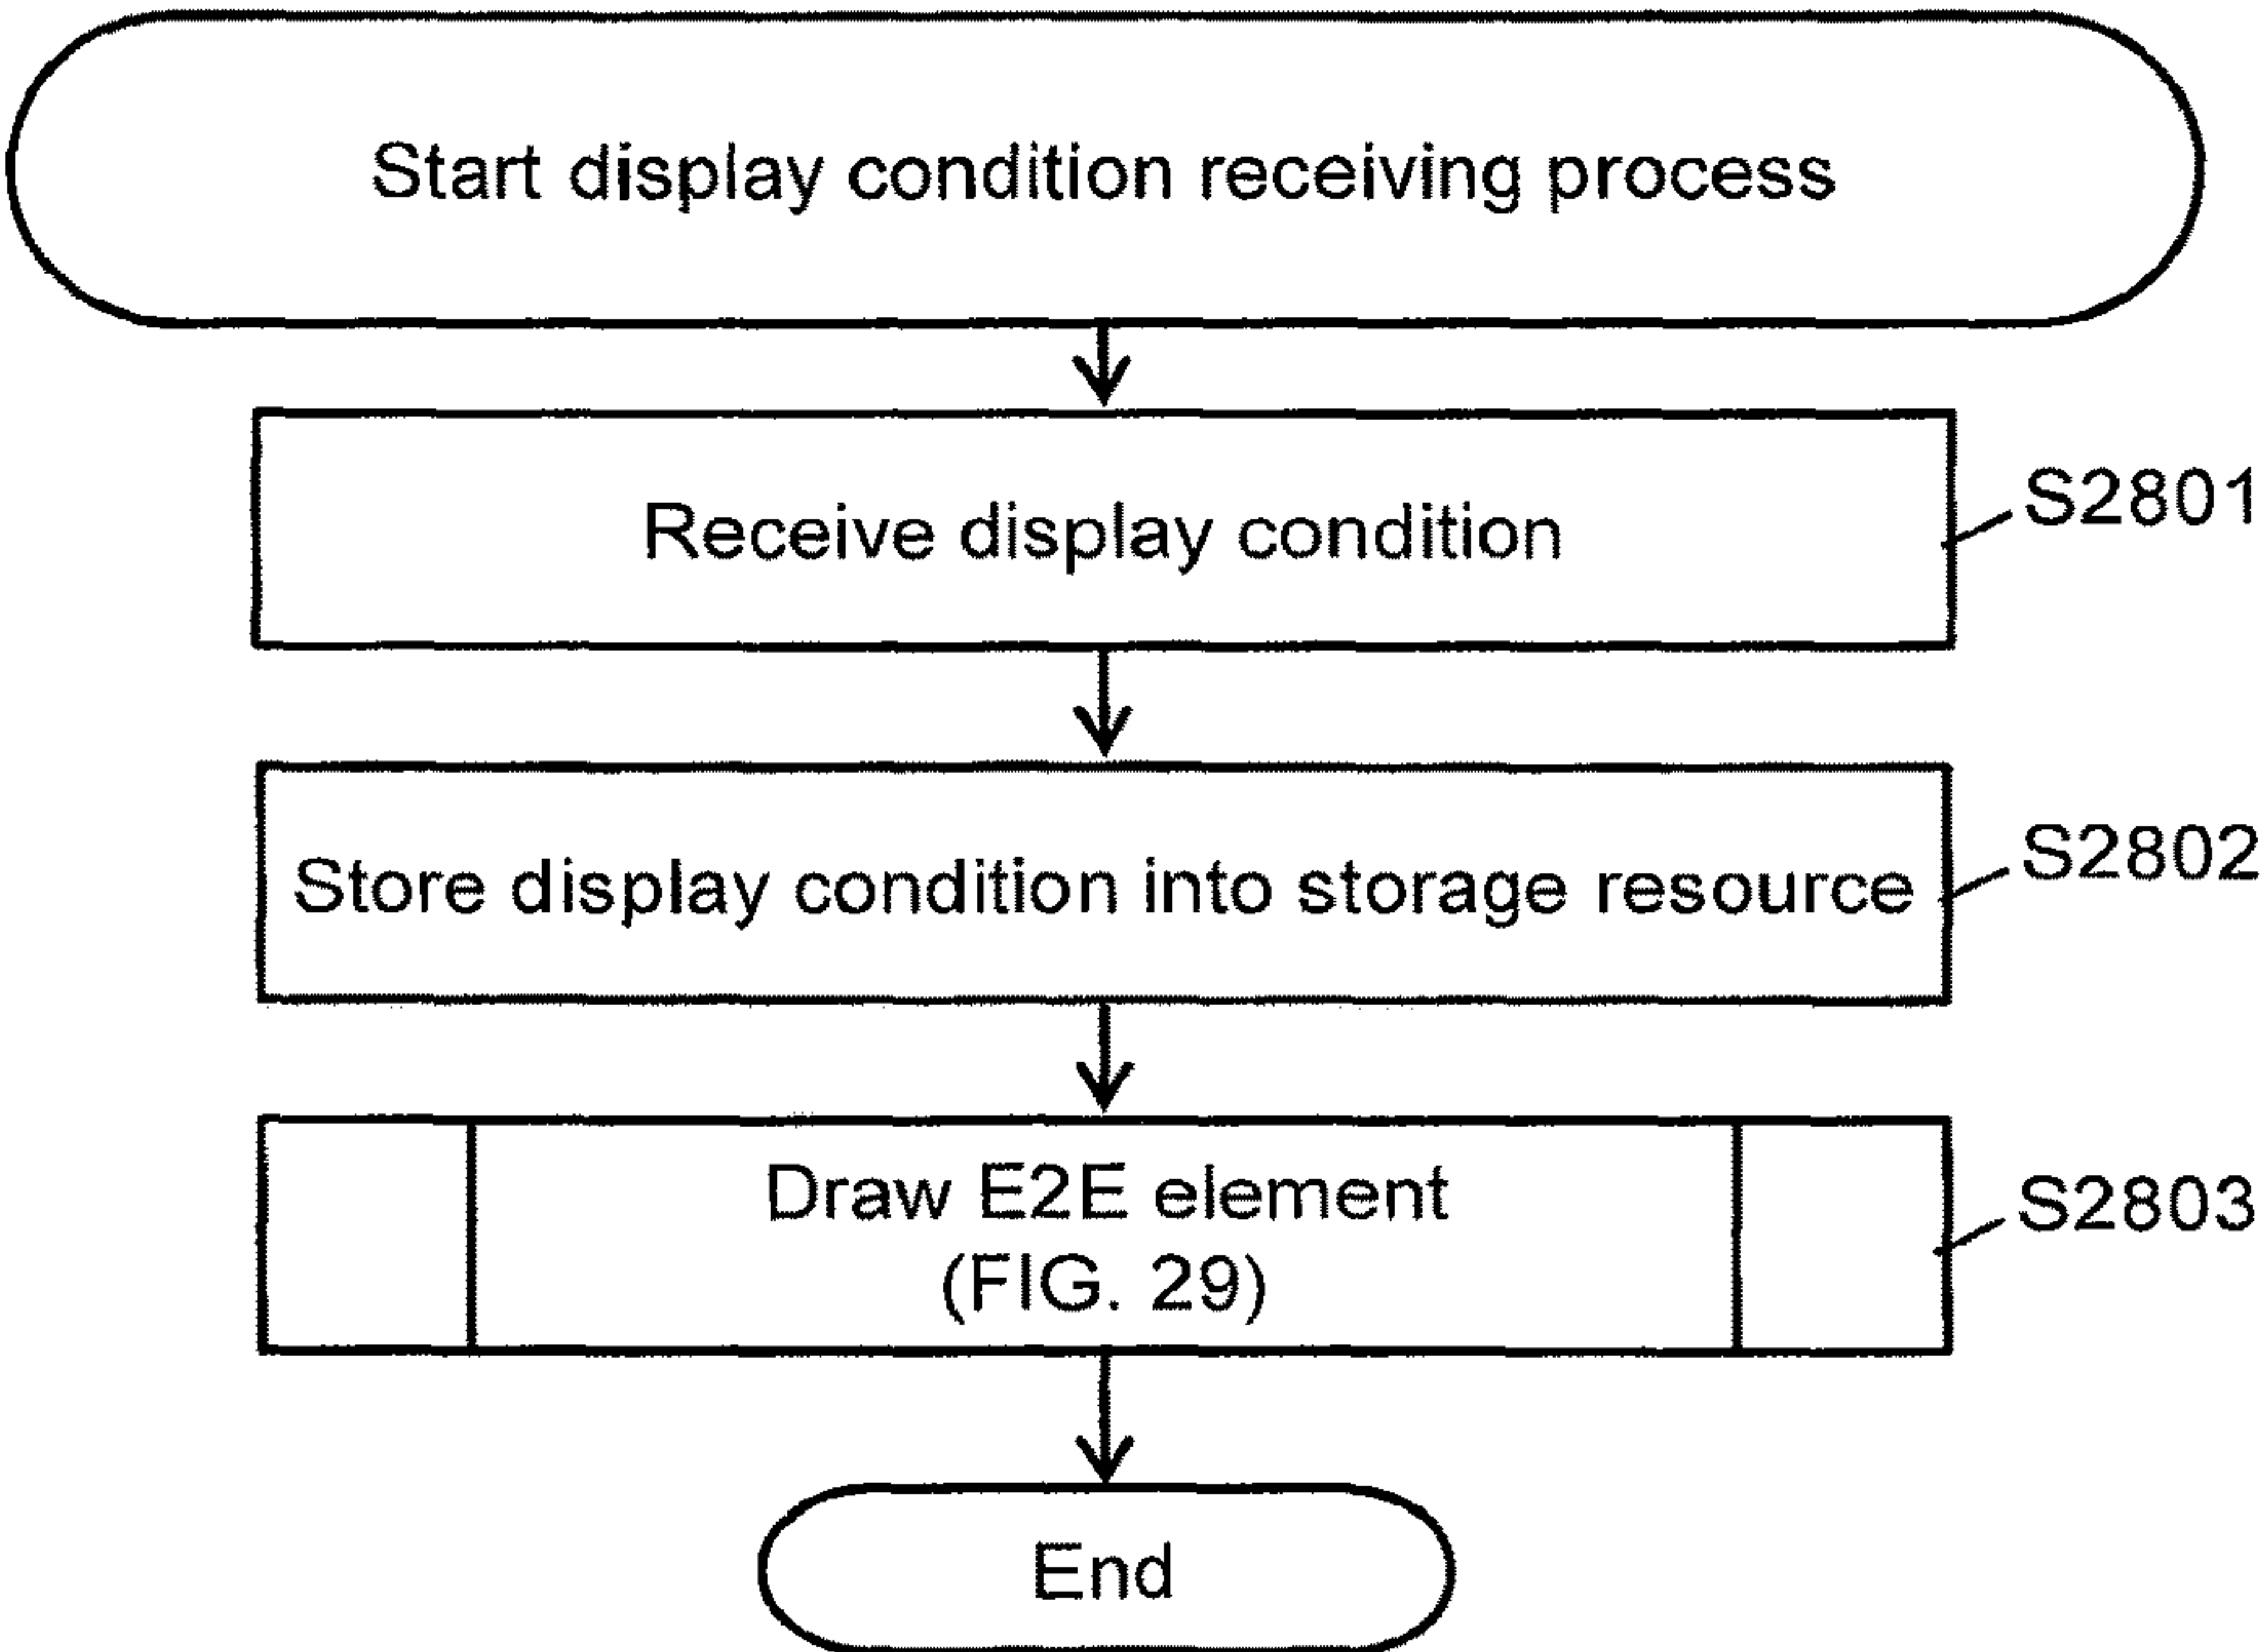 Start display condition receiving process
Receive display condition
S2801
Store display condition into storage resource
S2802
Draw E2E element
(FIG. 29)
S2803
End